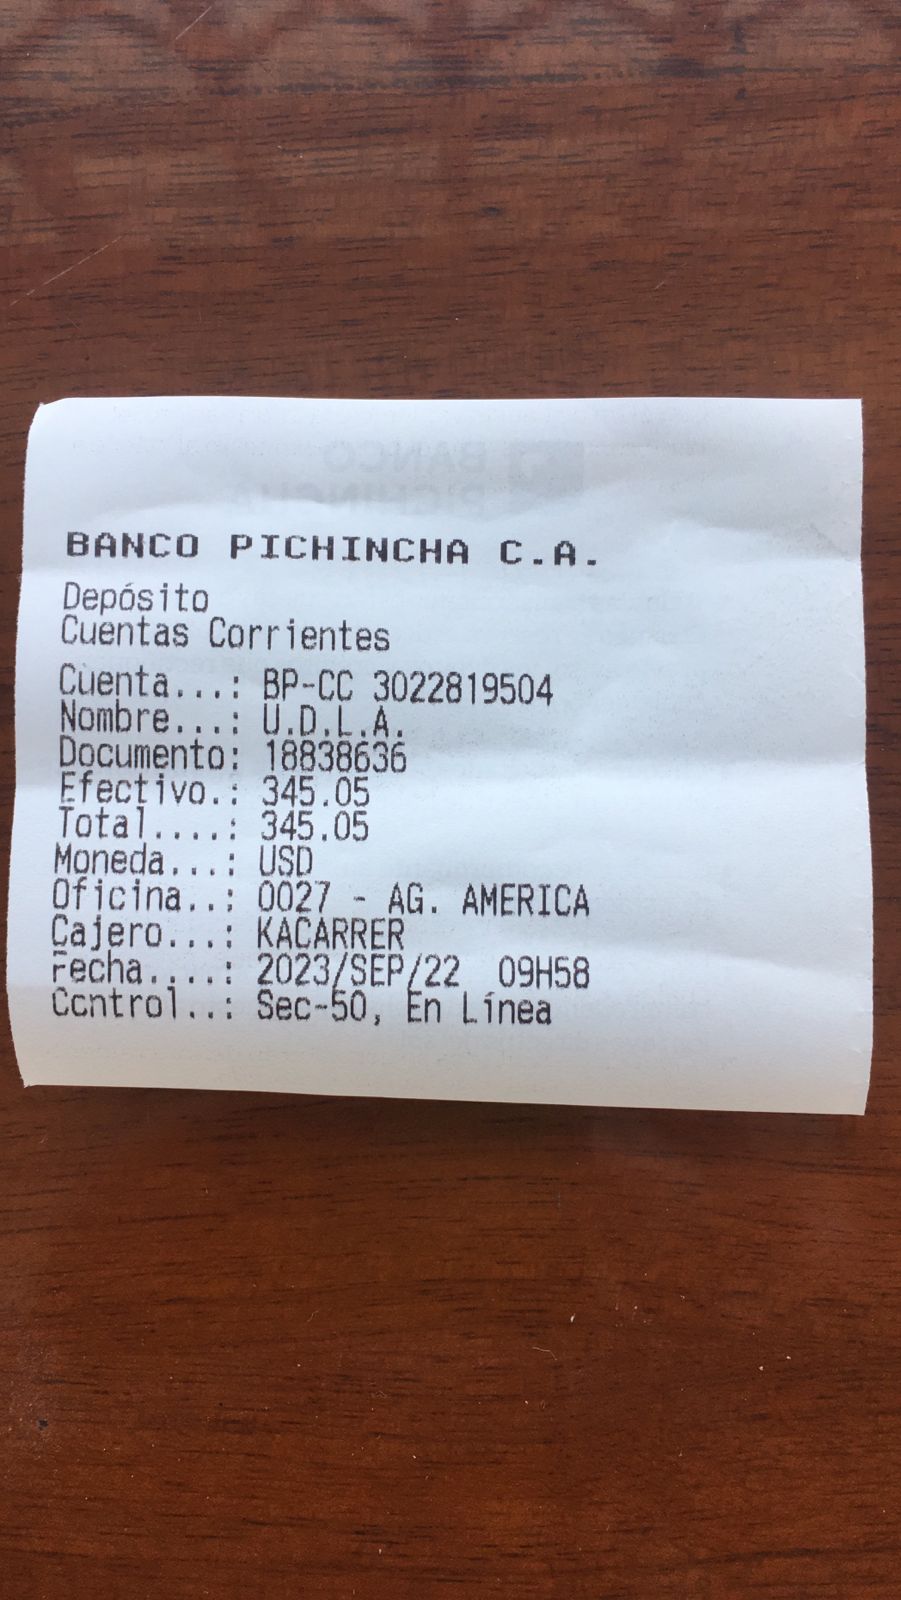 BANCO PICHINCHA C.A.
Depósito
Cuentas Corrientes
Cuenta...: BP-CC 3022819504
Nombre...: U.D.L.A.
Documento: 18838636
Efectivo.: 345.05
Total....: 345.05
Moneda...: USD
Oficina..: 0027 - AG. AMERICA
Cajero...: KACARRER
Fecha....: 2023/SEP/22 09H58
Control..: Sec-50, En Línea